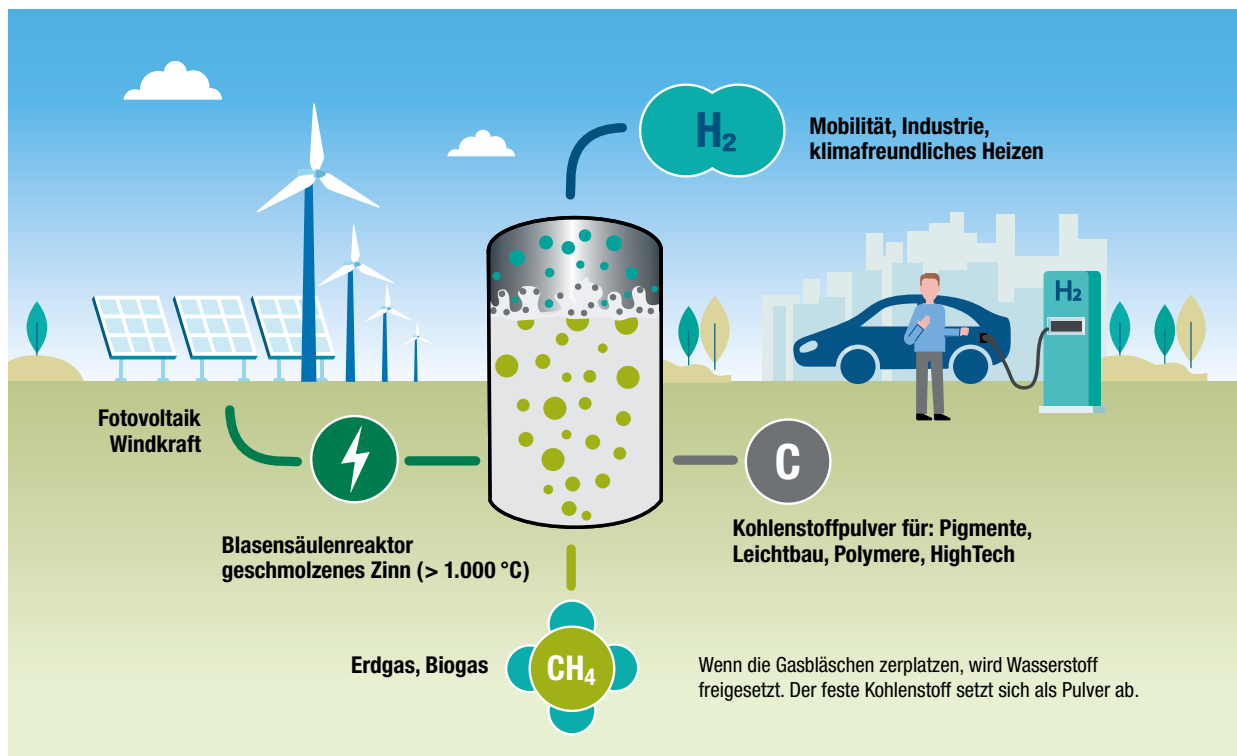 H₂
Mobilität, Industrie,
klimafreundliches Heizen
H₂
Fotovoltaik
Windkraft
C
Kohlenstoffpulver für: Pigmente,
Leichtbau, Polymere, HighTech
Blasensäulenreaktor
geschmolzenes Zinn (> 1.000 °C)
Erdgas, Biogas
CH₄
Wenn die Gasbläschen zerplatzen, wird Wasserstoff
freigesetzt. Der feste Kohlenstoff setzt sich als Pulver ab.